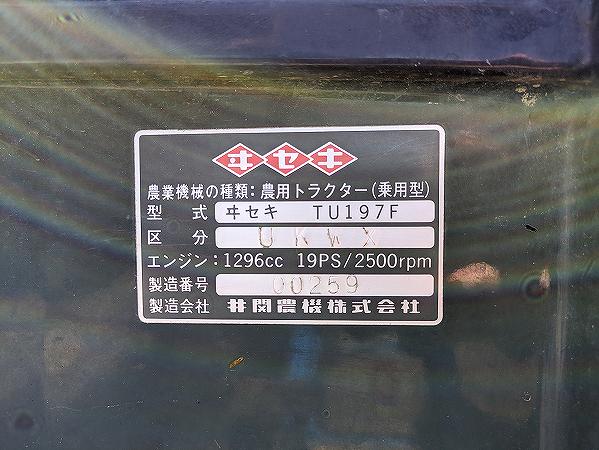 ヰセキ
農業機械の種類:農用トラクター(乗用型)
型式 ヰセキ TU197F
区分 UKWX
エンジン:1296cc 19PS/2500rpm
製造番号 00259
製造会社 井関農機株式会社